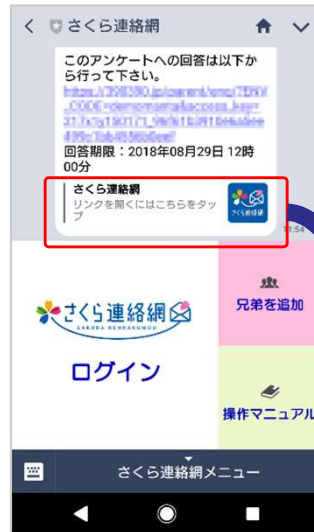 さくら連絡網
このアンケートへの回答は以下か
ら行って下さい。
回答期限：2018年08月29日 12時
00分
さくら連絡網
リンクを開くにはこちらをタッ
プ
さくら連絡網
11:54
さくら連絡網
SAKURA RENRAKUMOU
ログイン
兄弟を追加
操作マニュアル
さくら連絡網メニュー